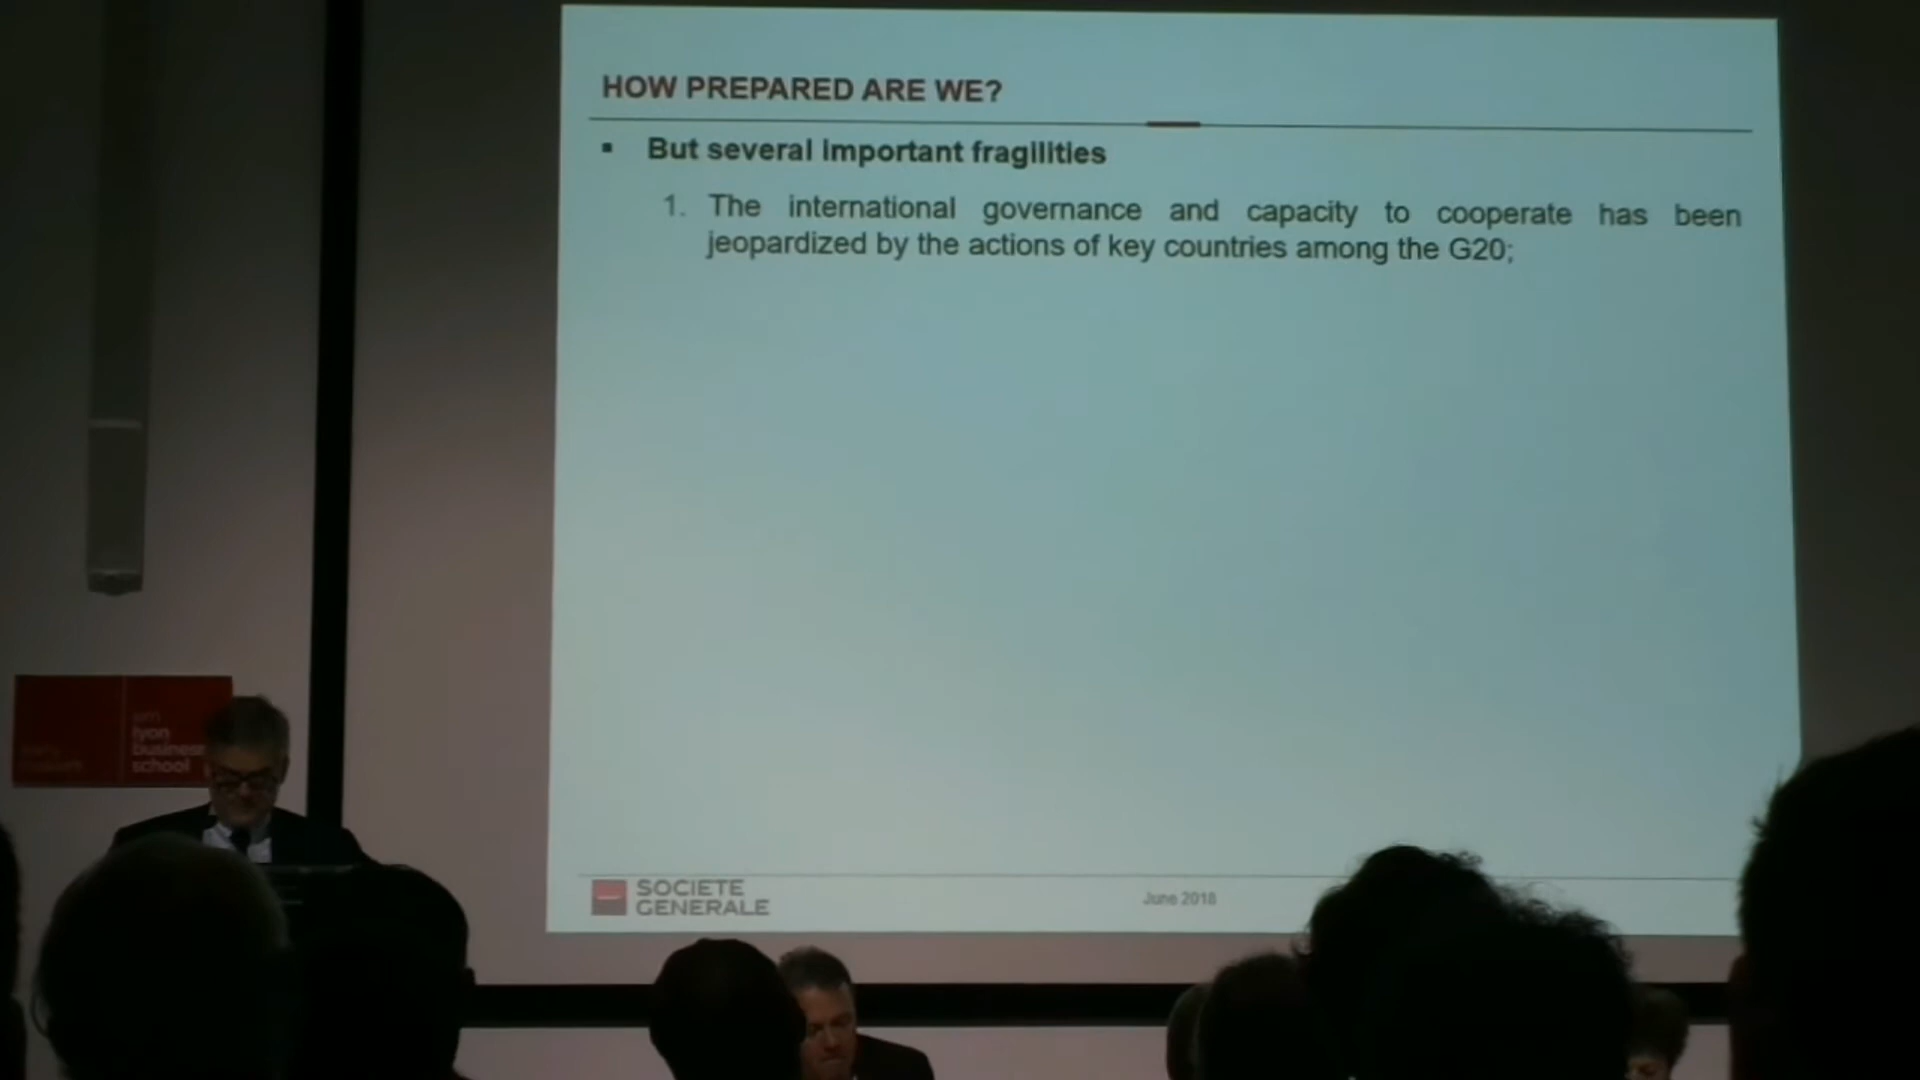 HOW PREPARED ARE WE?
▪ But several important fragilities
1. The international governance and capacity to cooperate has been
jeopardized by the actions of key countries among the G20;
lyon
business
school
SOCIETE
GENERALE
June 2018